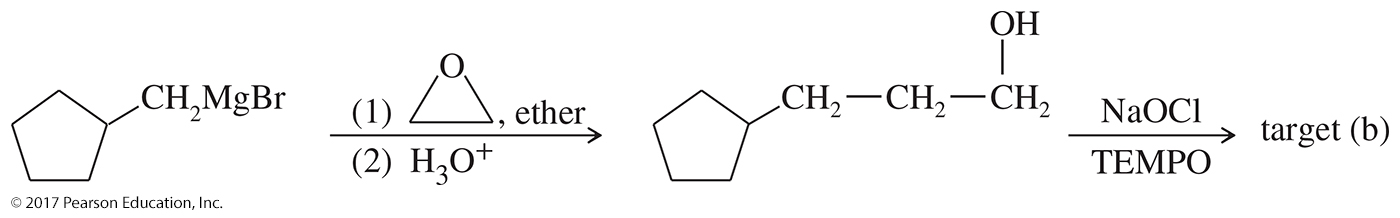 CH₂MgBr
(1) O, ether
(2) H₃O⁺
OH
CH₂—CH₂—CH₂
NaOCl
TEMPO
target (b)
© 2017 Pearson Education, Inc.